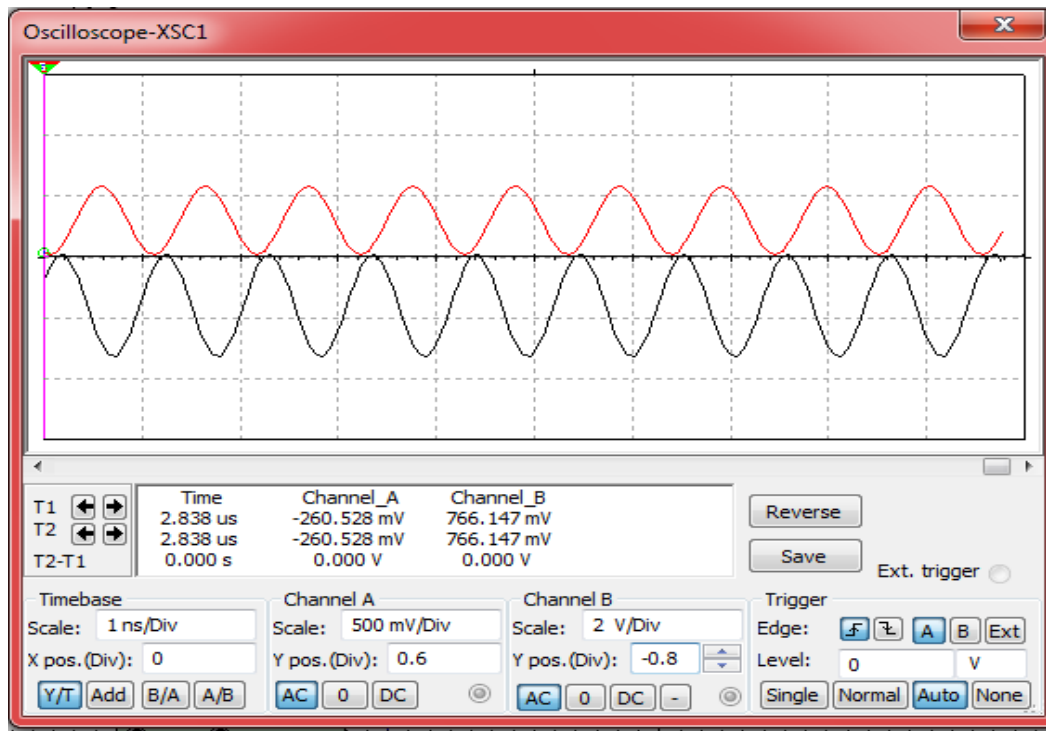 Oscilloscope-XSC1
Time Channel_A Channel_B
T1 2.838 us -260.528 mV 766.147 mV
T2 2.838 us -260.528 mV 766.147 mV
T2-T1 0.000 s 0.000 V 0.000 V
Reverse
Save
Ext. trigger
Timebase
Scale: 1 ns/Div
X pos.(Div): 0
Y/T Add B/A A/B
Channel A
Scale: 500 mV/Div
Y pos.(Div): 0.6
AC 0 DC
Channel B
Scale: 2 V/Div
Y pos.(Div): -0.8
AC 0 DC -
Trigger
Edge: A B Ext
Level: 0 V
Single Normal Auto None